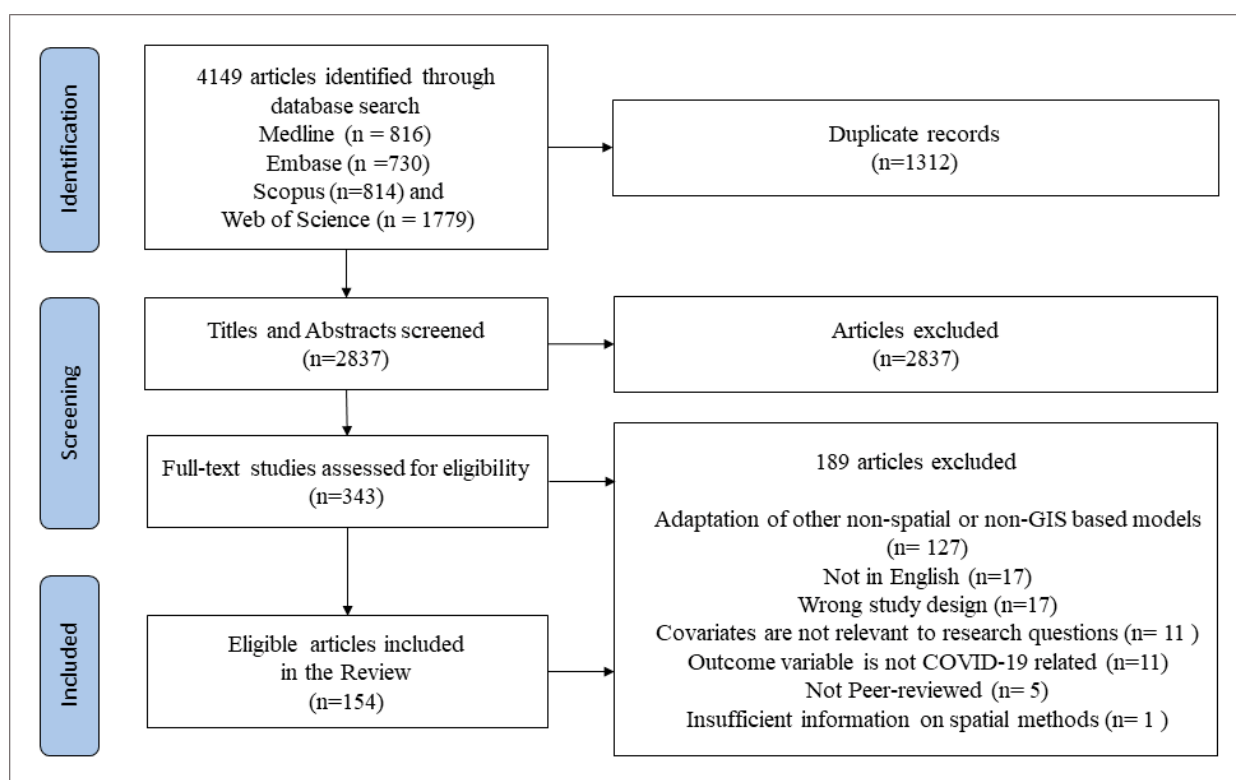 Identification
4149 articles identified through
database search
Medline (n = 816)
Embase (n =730)
Scopus (n=814) and
Web of Science (n = 1779)
Duplicate records
(n=1312)
Screening
Titles and Abstracts screened
(n=2837)
Articles excluded
(n=2837)
Full-text studies assessed for eligibility
(n=343)
189 articles excluded
Adaptation of other non-spatial or non-GIS based models
(n= 127)
Not in English (n=17)
Wrong study design (n=17)
Covariates are not relevant to research questions (n= 11 )
Outcome variable is not COVID-19 related (n=11)
Not Peer-reviewed (n= 5)
Insufficient information on spatial methods (n= 1 )
Included
Eligible articles included
in the Review
(n=154)